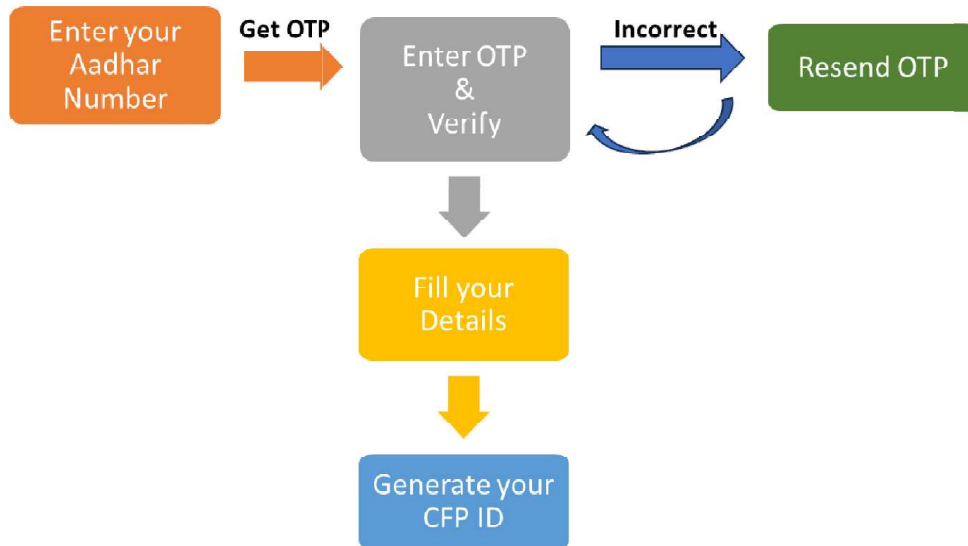 Enter your
Aadhar
Number
Get OTP
Enter OTP
&
Verify
Incorrect
Resend OTP
Fill your
Details
Generate your
CFP ID